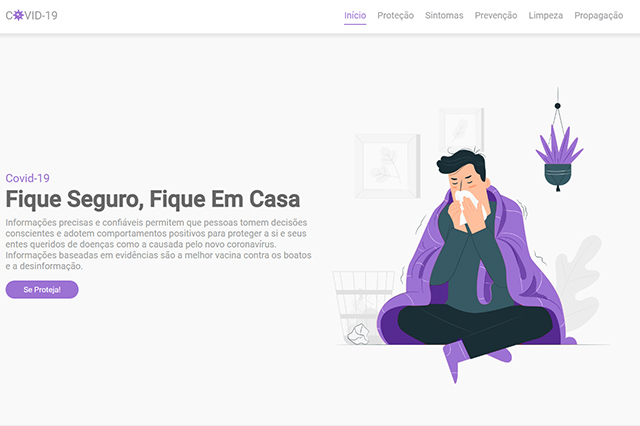 COVID-19
Início Proteção Sintomas Prevenção Limpeza Propagação
Covid-19
Fique Seguro, Fique Em Casa
Informações precisas e confiáveis permitem que pessoas tomem decisões
conscientes e adotem comportamentos positivos para proteger a si e seus
entes queridos de doenças como a causada pelo novo coronavírus.
Informações baseadas em evidências são a melhor vacina contra os boatos
e a desinformação.
Se Proteja!